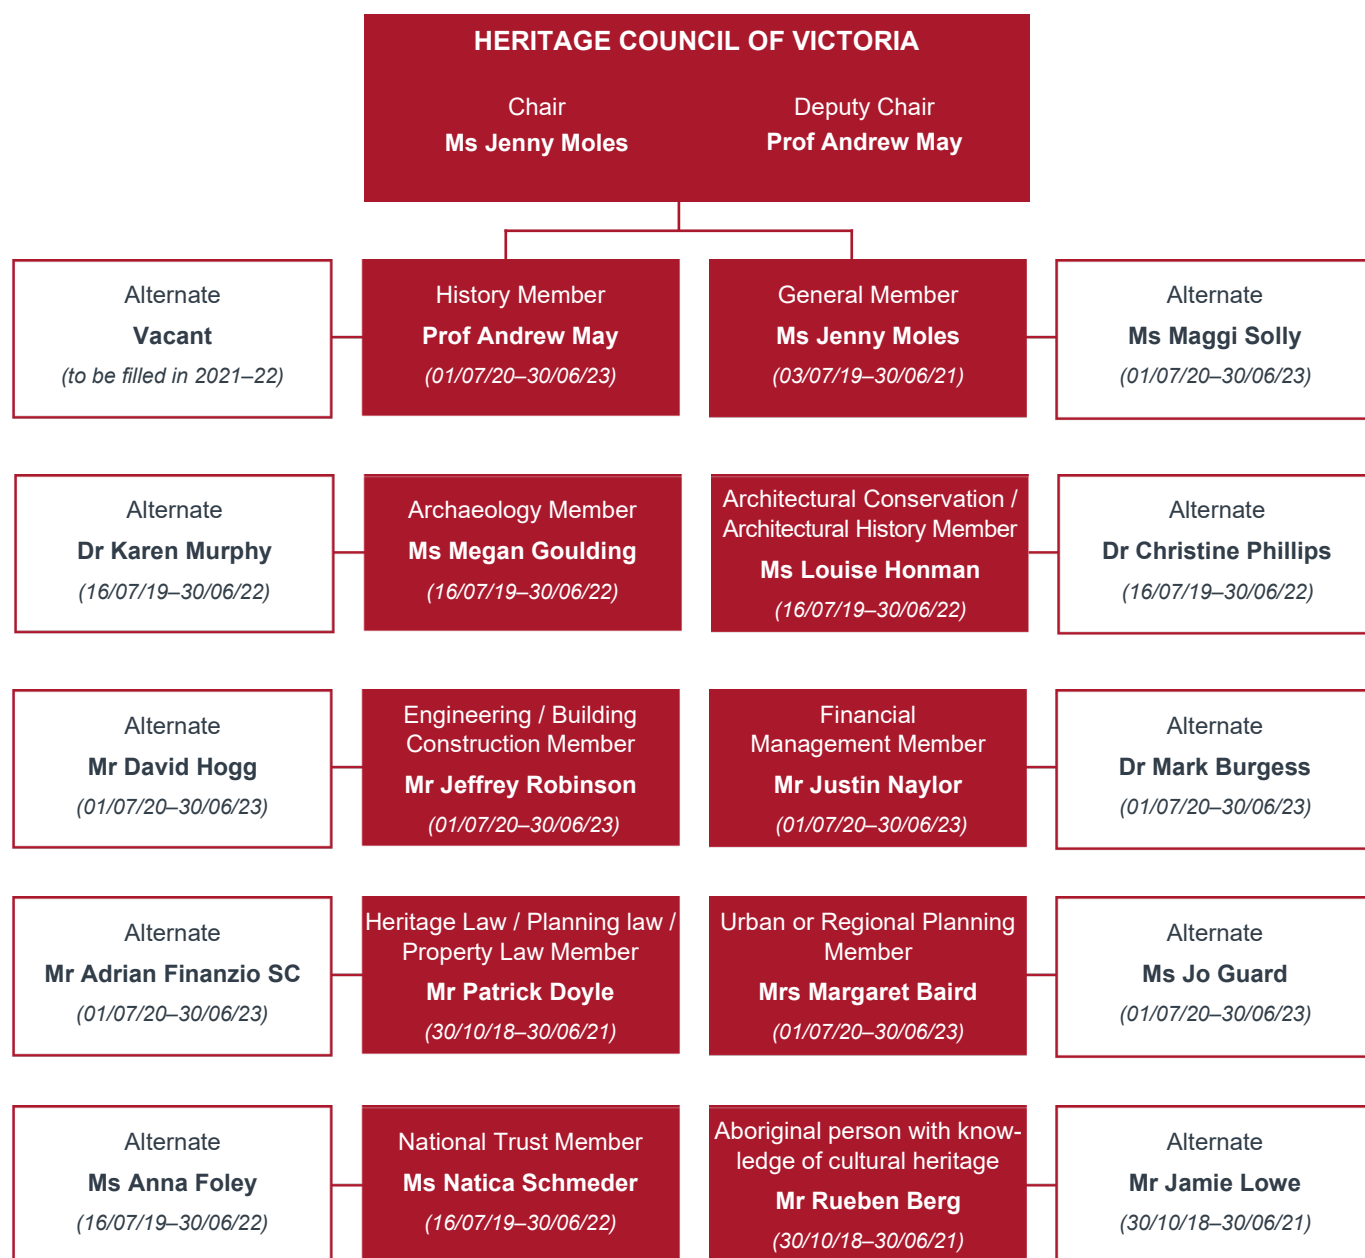 HERITAGE COUNCIL OF VICTORIA
Chair
Ms Jenny Moles
Deputy Chair
Prof Andrew May
Alternate
Vacant
(to be filled in 2021–22)
History Member
Prof Andrew May
(01/07/20–30/06/23)
General Member
Ms Jenny Moles
(03/07/19–30/06/21)
Alternate
Ms Maggi Solly
(01/07/20–30/06/23)
Alternate
Dr Karen Murphy
(16/07/19–30/06/22)
Archaeology Member
Ms Megan Goulding
(16/07/19–30/06/22)
Architectural Conservation /
Architectural History Member
Ms Louise Honman
(16/07/19–30/06/22)
Alternate
Dr Christine Phillips
(16/07/19–30/06/22)
Alternate
Mr David Hogg
(01/07/20–30/06/23)
Engineering / Building
Construction Member
Mr Jeffrey Robinson
(01/07/20–30/06/23)
Financial
Management Member
Mr Justin Naylor
(01/07/20–30/06/23)
Alternate
Dr Mark Burgess
(01/07/20–30/06/23)
Alternate
Mr Adrian Finanzio SC
(01/07/20–30/06/23)
Heritage Law / Planning law /
Property Law Member
Mr Patrick Doyle
(30/10/18–30/06/21)
Urban or Regional Planning
Member
Mrs Margaret Baird
(01/07/20–30/06/23)
Alternate
Ms Jo Guard
(01/07/20–30/06/23)
Alternate
Ms Anna Foley
(16/07/19–30/06/22)
National Trust Member
Ms Natica Schmeder
(16/07/19–30/06/22)
Aboriginal person with know-
ledge of cultural heritage
Mr Rueben Berg
(30/10/18–30/06/21)
Alternate
Mr Jamie Lowe
(30/10/18–30/06/21)